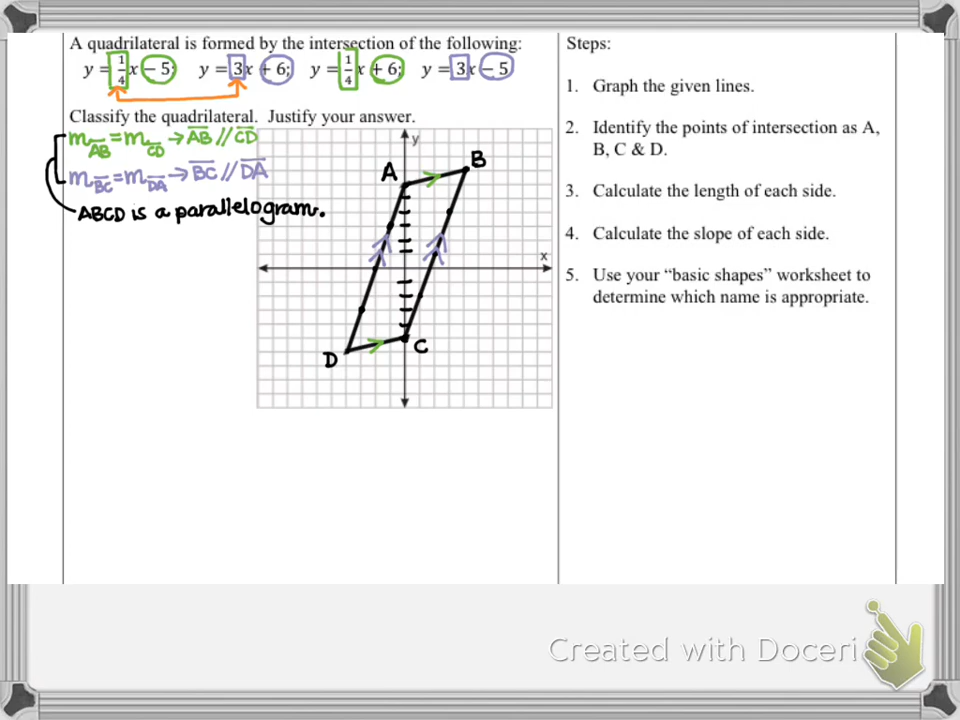 A quadrilateral is formed by the intersection of the following:
y = 1/4 x − 5; y = 3x + 6; y = 1/4 x + 6; y = 3x − 5
Classify the quadrilateral. Justify your answer.
m_AB = m_CD → AB // CD
m_BC = m_DA → BC // DA
ABCD is a parallelogram.
y
A
B
x
D
C
Steps:
1. Graph the given lines.
2. Identify the points of intersection as A,
B, C & D.
3. Calculate the length of each side.
4. Calculate the slope of each side.
5. Use your “basic shapes” worksheet to
determine which name is appropriate.
Created with Doceri